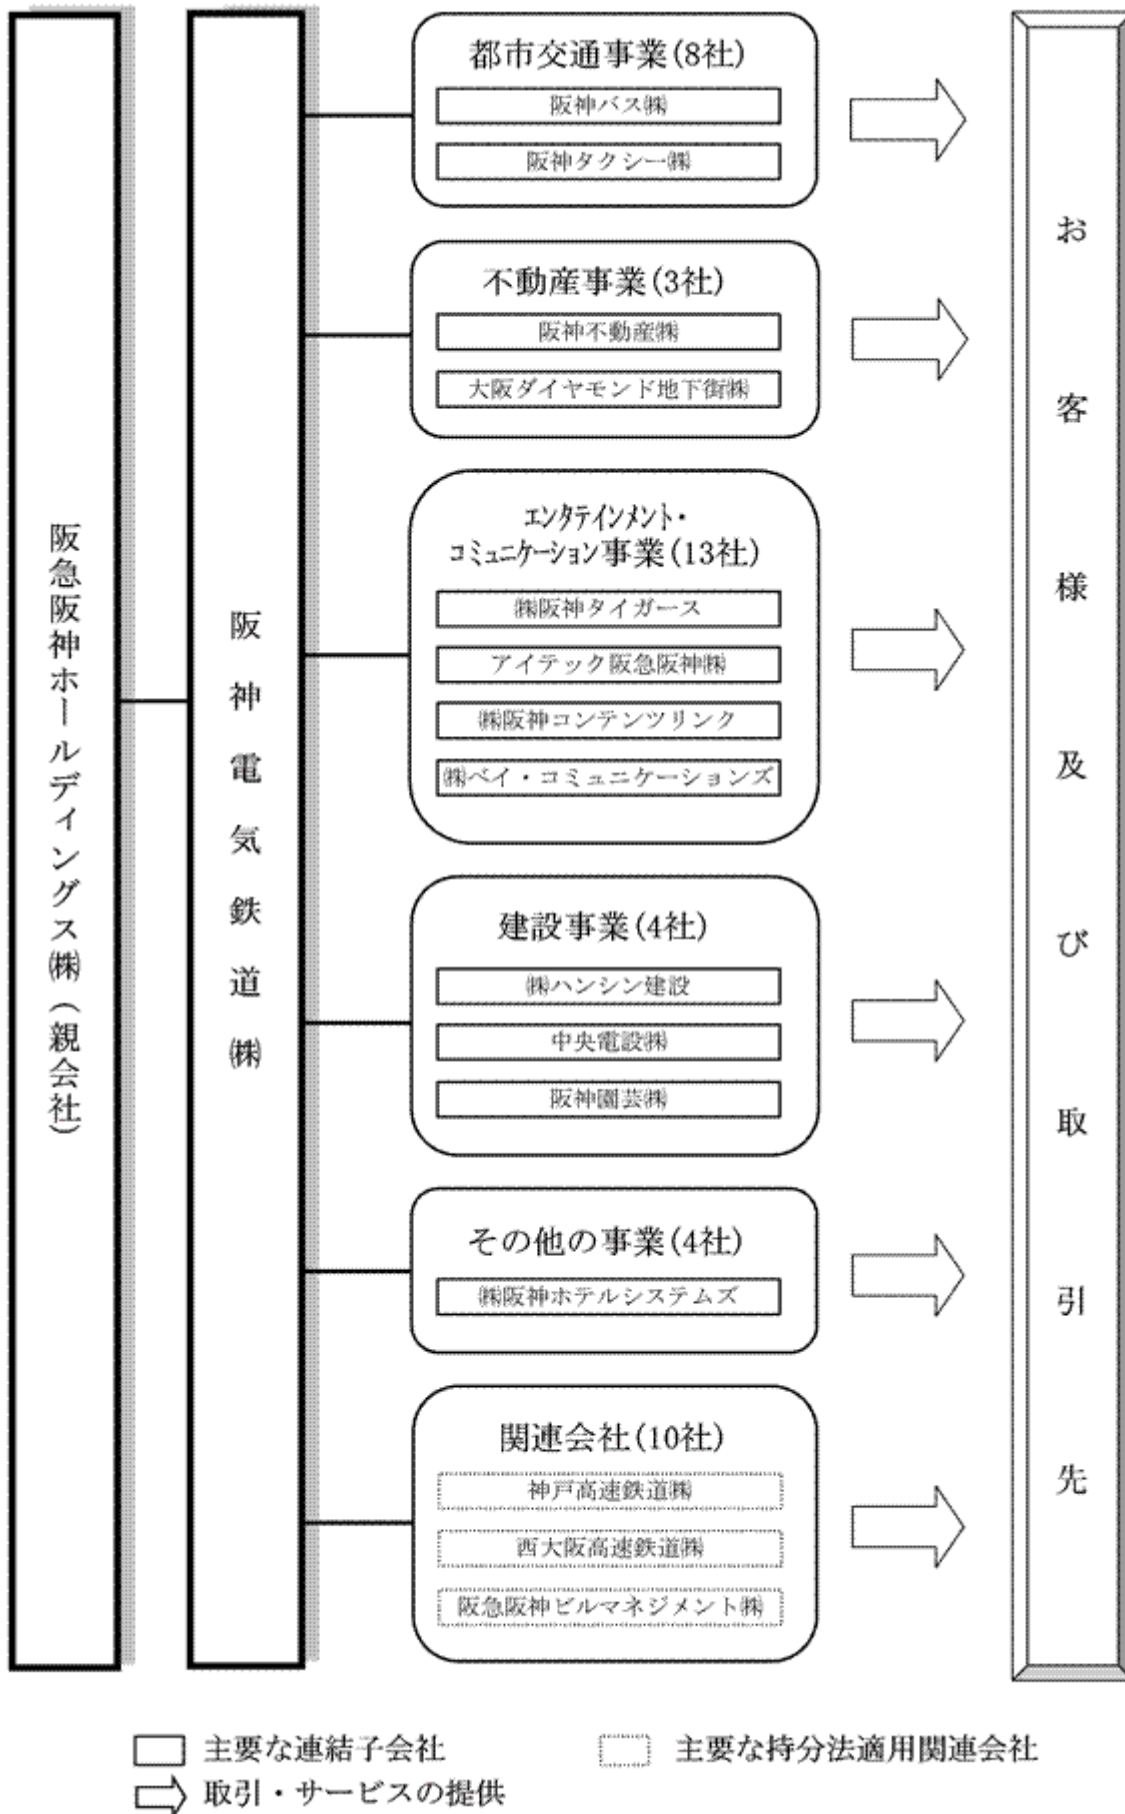 阪急阪神ホールディングス㈱(親会社)
阪神電気鉄道㈱
都市交通事業(8社)
阪神バス㈱
阪神タクシー㈱
不動産事業(3社)
阪神不動産㈱
大阪ダイヤモンド地下街㈱
エンタテインメント・
コミュニケーション事業(13社)
㈱阪神タイガース
アイテック阪急阪神㈱
㈱阪神コンテンツリンク
㈱ベイ・コミュニケーションズ
建設事業(4社)
㈱ハンシン建設
中央電設㈱
阪神園芸㈱
その他の事業(4社)
㈱阪神ホテルシステムズ
関連会社(10社)
神戸高速鉄道㈱
西大阪高速鉄道㈱
阪急阪神ビルマネジメント㈱
お客様及び取引先
主要な連結子会社
主要な持分法適用関連会社
取引・サービスの提供